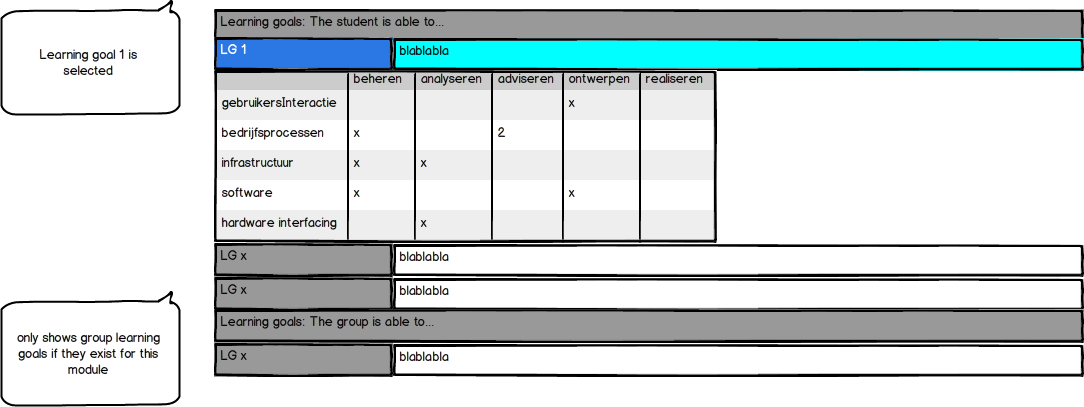 Learning goal 1 is
selected
Learning goals: The student is able to...
LG 1 blablabla
beheren analyseren adviseren ontwerpen realiseren
gebruikersInteractie x
bedrijfsprocessen x 2
infrastructuur x x
software x x
hardware interfacing x
LG x blablabla
LG x blablabla
only shows group learning
goals if they exist for this
module
Learning goals: The group is able to...
LG x blablabla